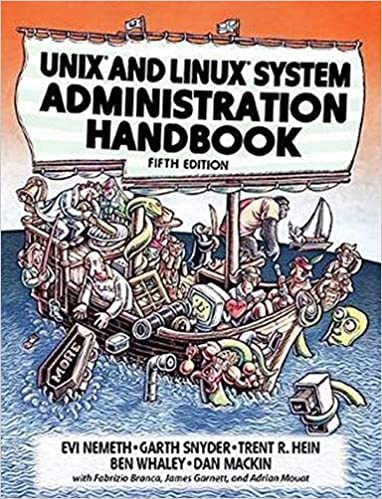 UNIX® AND LINUX® SYSTEM
ADMINISTRATION
HANDBOOK
FIFTH EDITION
MORE
EVI NEMETH • GARTH SNYDER • TRENT R. HEIN
BEN WHALEY • DAN MACKIN
with Fabrizio Branca, James Garnett, and Adrian Mouat